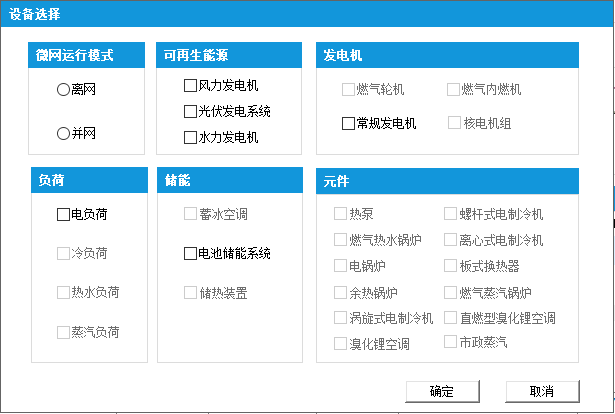 设备选择
微网运行模式
离网
并网
可再生能源
风力发电机
光伏发电系统
水力发电机
发电机
燃气轮机
燃气内燃机
常规发电机
核电机组
负荷
电负荷
冷负荷
热水负荷
蒸汽负荷
储能
蓄冰空调
电池储能系统
储热装置
元件
热泵
螺杆式电制冷机
燃气热水锅炉
离心式电制冷机
电锅炉
板式换热器
余热锅炉
燃气蒸汽锅炉
涡旋式电制冷机
直燃型溴化锂空调
溴化锂空调
市政蒸汽
确定
取消